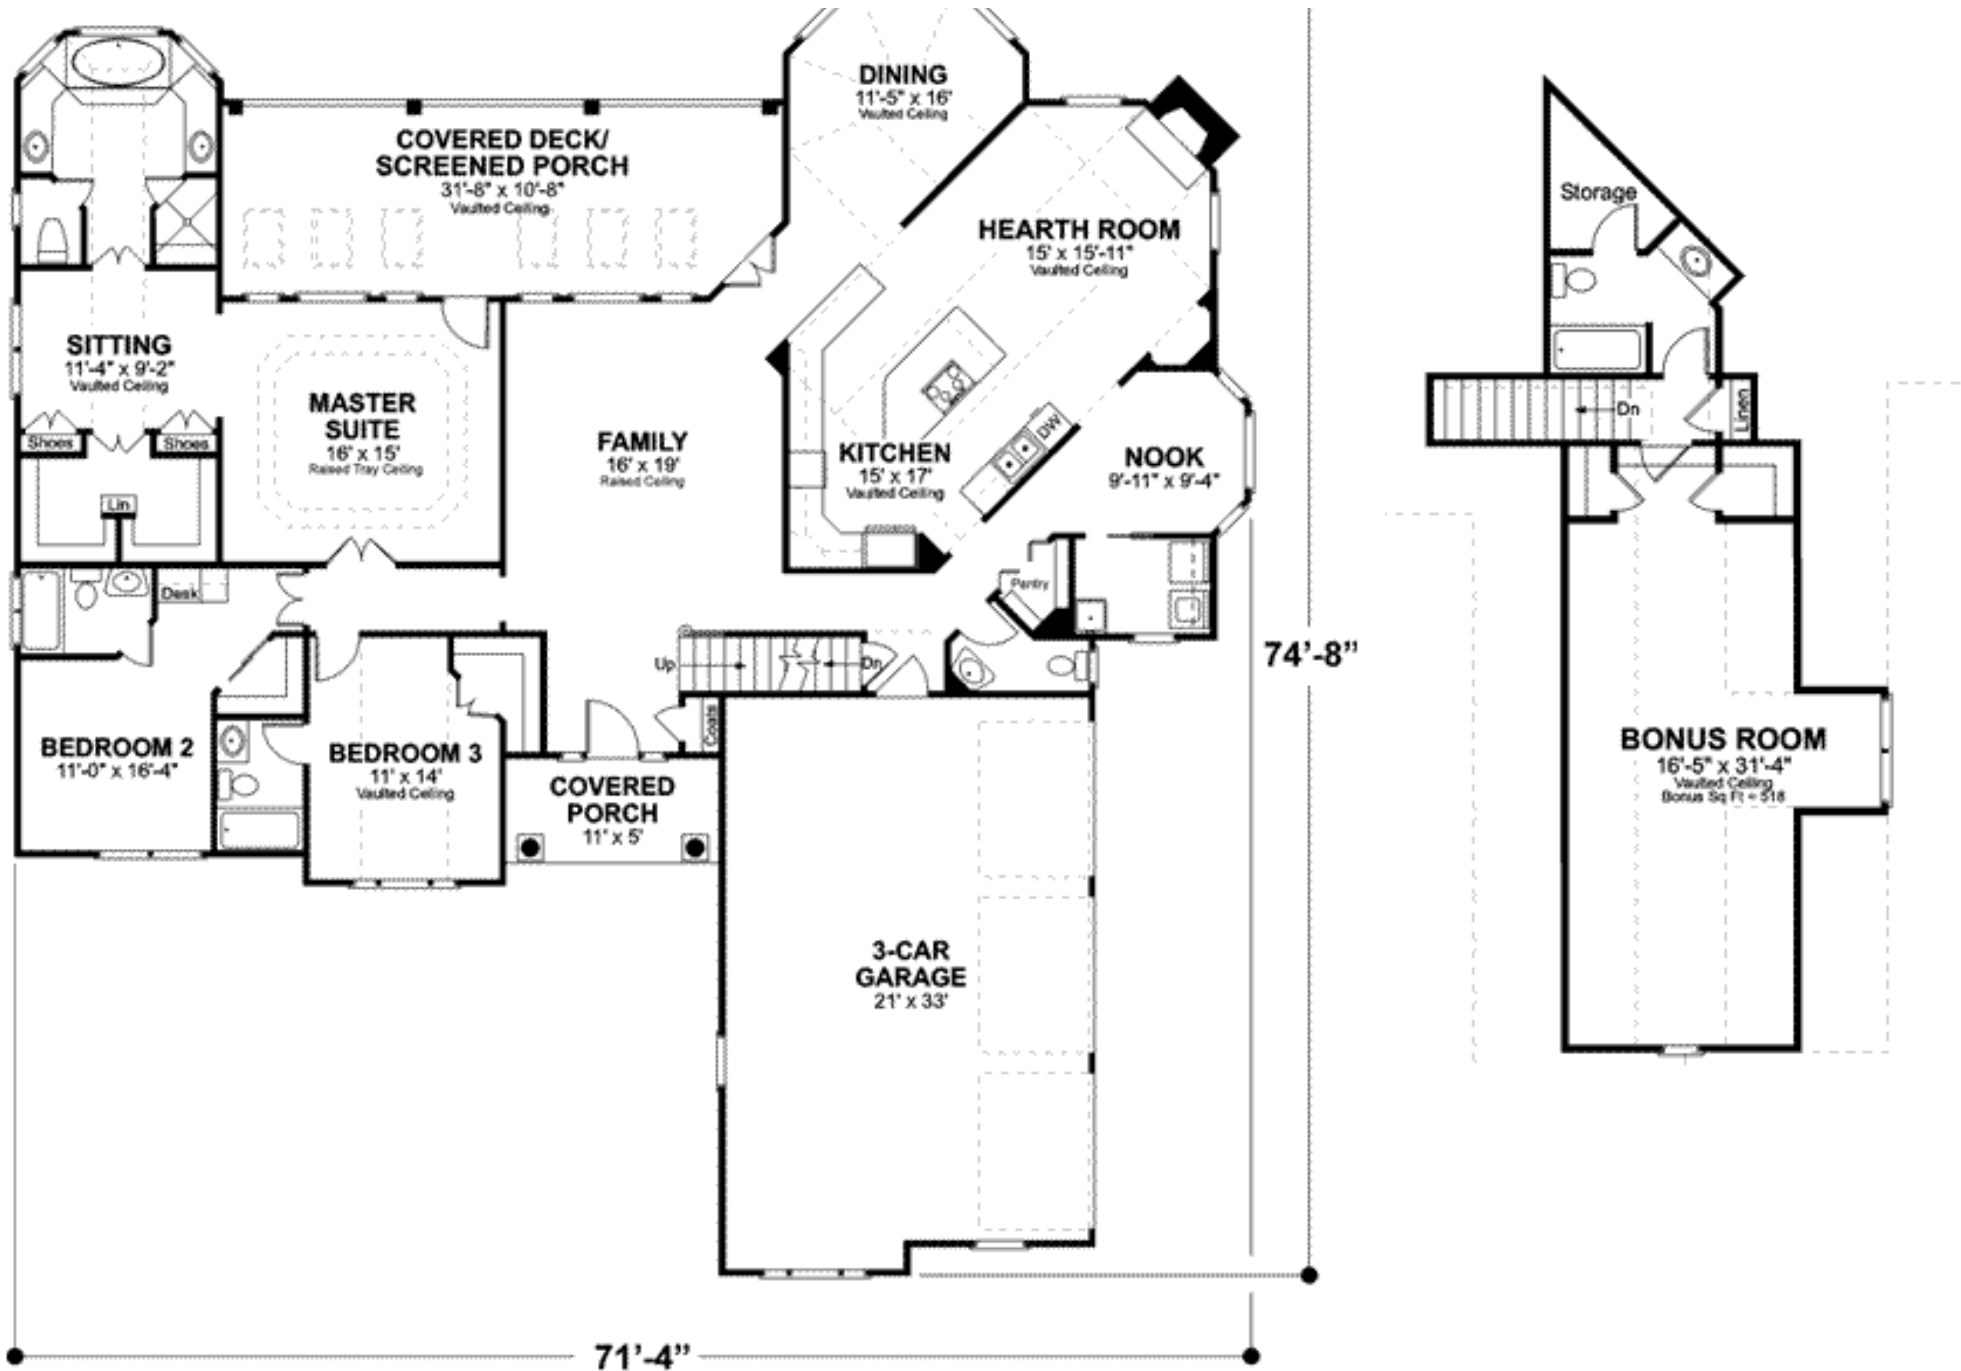 DINING
11'-5" x 16'
Vaulted Ceiling
COVERED DECK/
SCREENED PORCH
31'-8" x 10'-8"
Vaulted Ceiling
HEARTH ROOM
15' x 15'-11"
Vaulted Ceiling
SITTING
11'-4" x 9'-2"
Vaulted Ceiling
Shoes
Shoes
Lin
MASTER
SUITE
16" x 15'
Raised Tray Ceiling
FAMILY
16' x 19'
Raised Ceiling
KITCHEN
15' x 17'
Vaulted Ceiling
DW
NOOK
9'-11" x 9'-4"
Pantry
Desk
Up
Dn
Coats
BEDROOM 2
11'-0" x 16'-4"
BEDROOM 3
11' x 14'
Vaulted Ceiling
COVERED
PORCH
11' x 5'
3-CAR
GARAGE
21' x 33'
74'-8"
71'-4"
Storage
Dn
Linen
BONUS ROOM
16'-5" x 31'-4"
Vaulted Ceiling
Bonus Sq Ft = 518